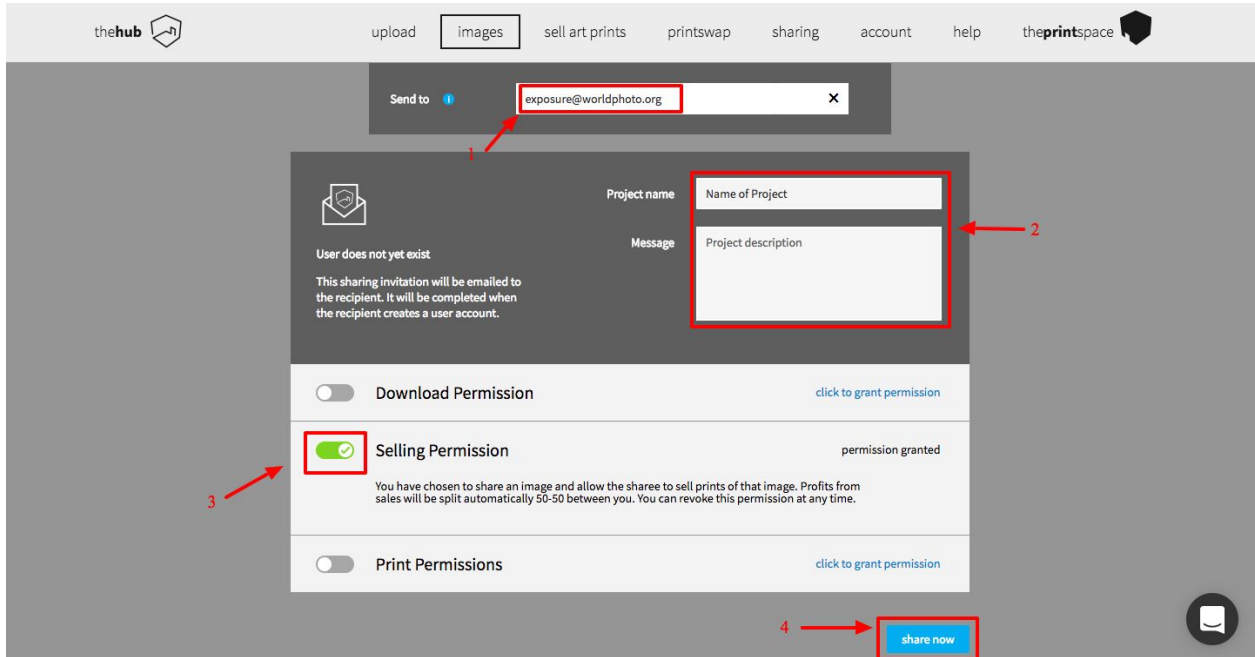 thehub upload images sell art prints printswap sharing account help theprintspace
Send to i exposure@worldphoto.org ×
1
Project name Name of Project
2
Message Project description
User does not yet exist
This sharing invitation will be emailed to
the recipient. It will be completed when
the recipient creates a user account.
Download Permission click to grant permission
Selling Permission permission granted
3
You have chosen to share an image and allow the sharee to sell prints of that image. Profits from
sales will be split automatically 50-50 between you. You can revoke this permission at any time.
Print Permissions click to grant permission
4
share now